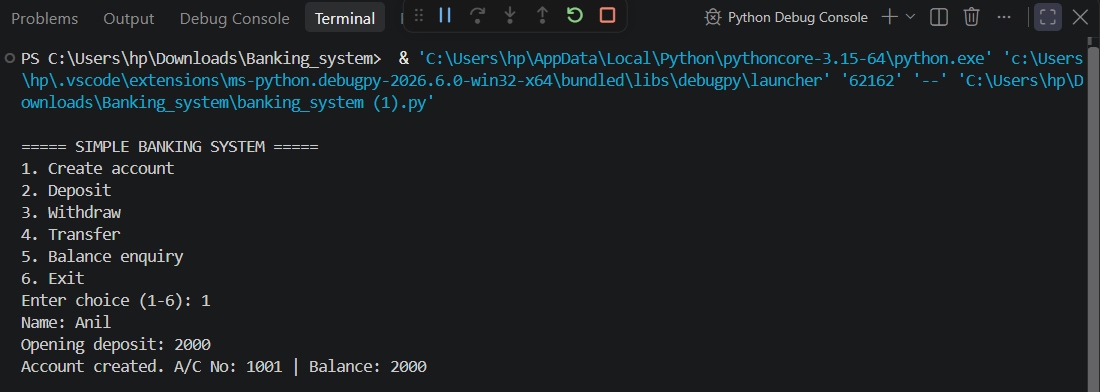 Problems Output Debug Console Terminal Python Debug Console
PS C:\Users\hp\Downloads\Banking_system> & 'C:\Users\hp\AppData\Local\Python\pythoncore-3.15-64\python.exe' 'c:\Users
\hp\.vscode\extensions\ms-python.debugpy-2026.6.0-win32-x64\bundled\libs\debugpy\launcher' '62162' '--' 'C:\Users\hp\D
ownloads\Banking_system\banking_system (1).py'
===== SIMPLE BANKING SYSTEM =====
1. Create account
2. Deposit
3. Withdraw
4. Transfer
5. Balance enquiry
6. Exit
Enter choice (1-6): 1
Name: Anil
Opening deposit: 2000
Account created. A/C No: 1001 | Balance: 2000